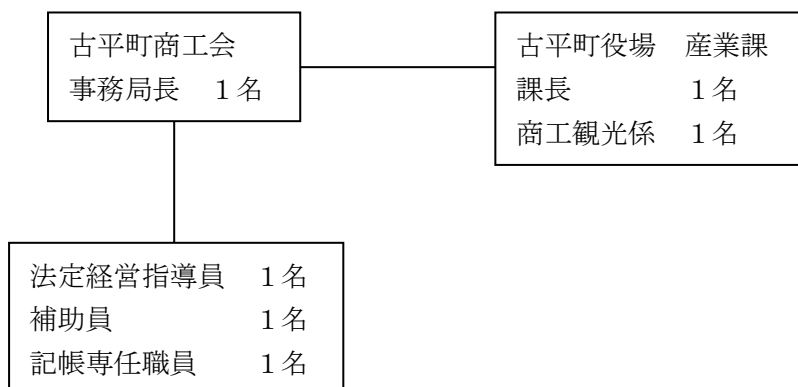 古平町商工会
事務局長　１名
古平町役場　産業課
課長　　　　１名
商工観光係　１名
法定経営指導員　１名
補助員　　　　　１名
記帳専任職員　　１名